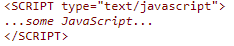 <SCRIPT type="text/javascript">
...some JavaScript...
</SCRIPT>